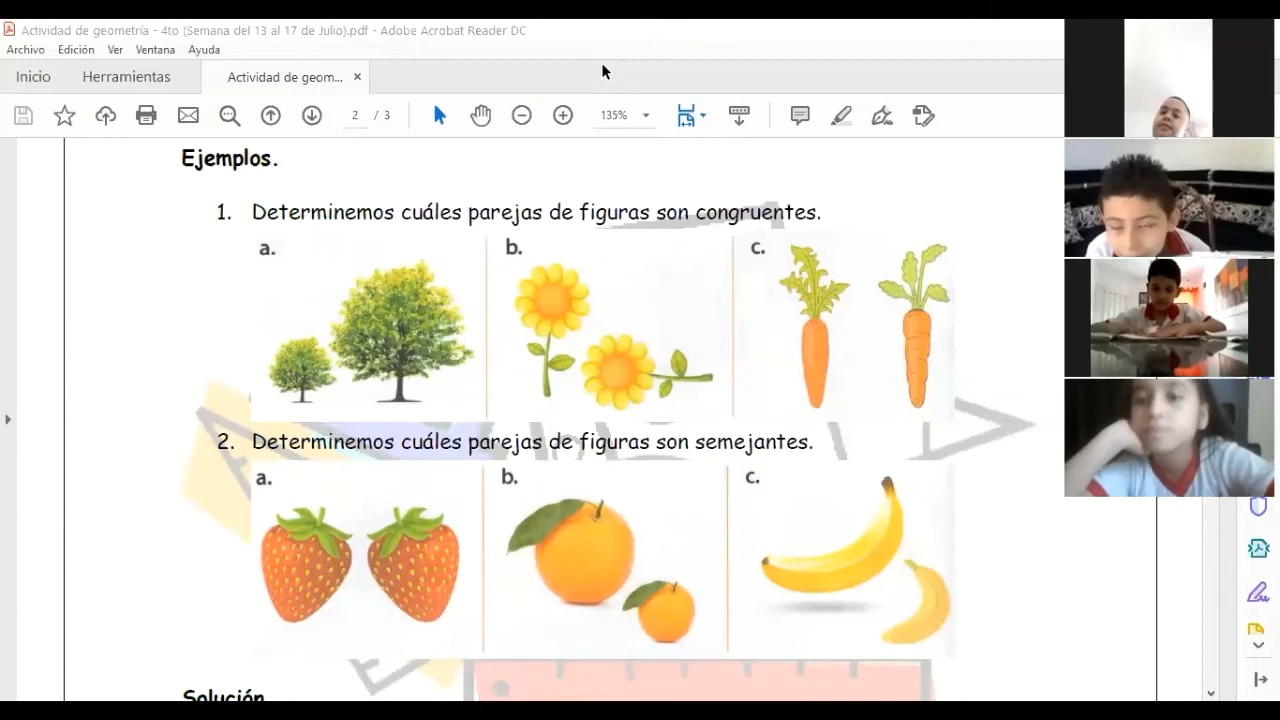 Actividad de geometría - 4to (Semana del 13 al 17 de Julio).pdf - Adobe Acrobat Reader DC
Archivo Edición Ver Ventana Ayuda
Inicio Herramientas Actividad de geom... ×
2 / 3 135%
Ejemplos.
1. Determinemos cuáles parejas de figuras son congruentes.
a. b. c.
2. Determinemos cuáles parejas de figuras son semejantes.
a. b. c.
Solución